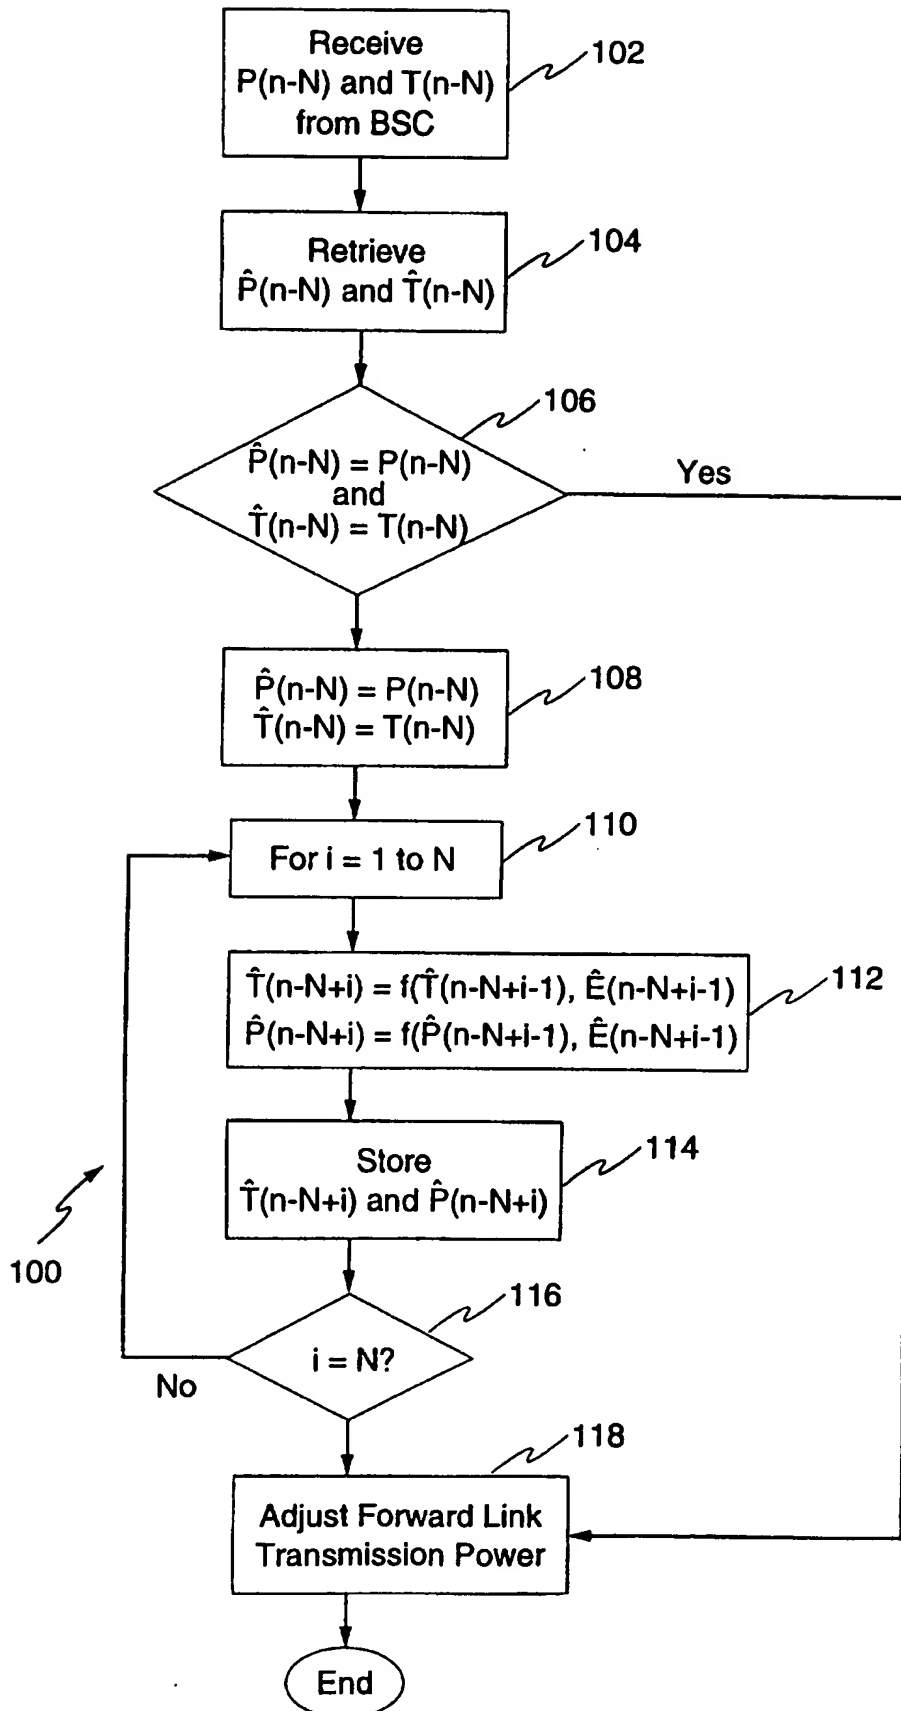 Receive
P(n-N) and T(n-N)
from BSC
102
Retrieve
P̂(n-N) and T̂(n-N)
104
106
P̂(n-N) = P(n-N)
and
T̂(n-N) = T(n-N)
Yes
P̂(n-N) = P(n-N)
T̂(n-N) = T(n-N)
108
For i = 1 to N
110
T̂(n-N+i) = f(T̂(n-N+i-1), Ê(n-N+i-1)
P̂(n-N+i) = f(P̂(n-N+i-1), Ê(n-N+i-1)
112
Store
T̂(n-N+i) and P̂(n-N+i)
114
100
116
i = N?
No
118
Adjust Forward Link
Transmission Power
End